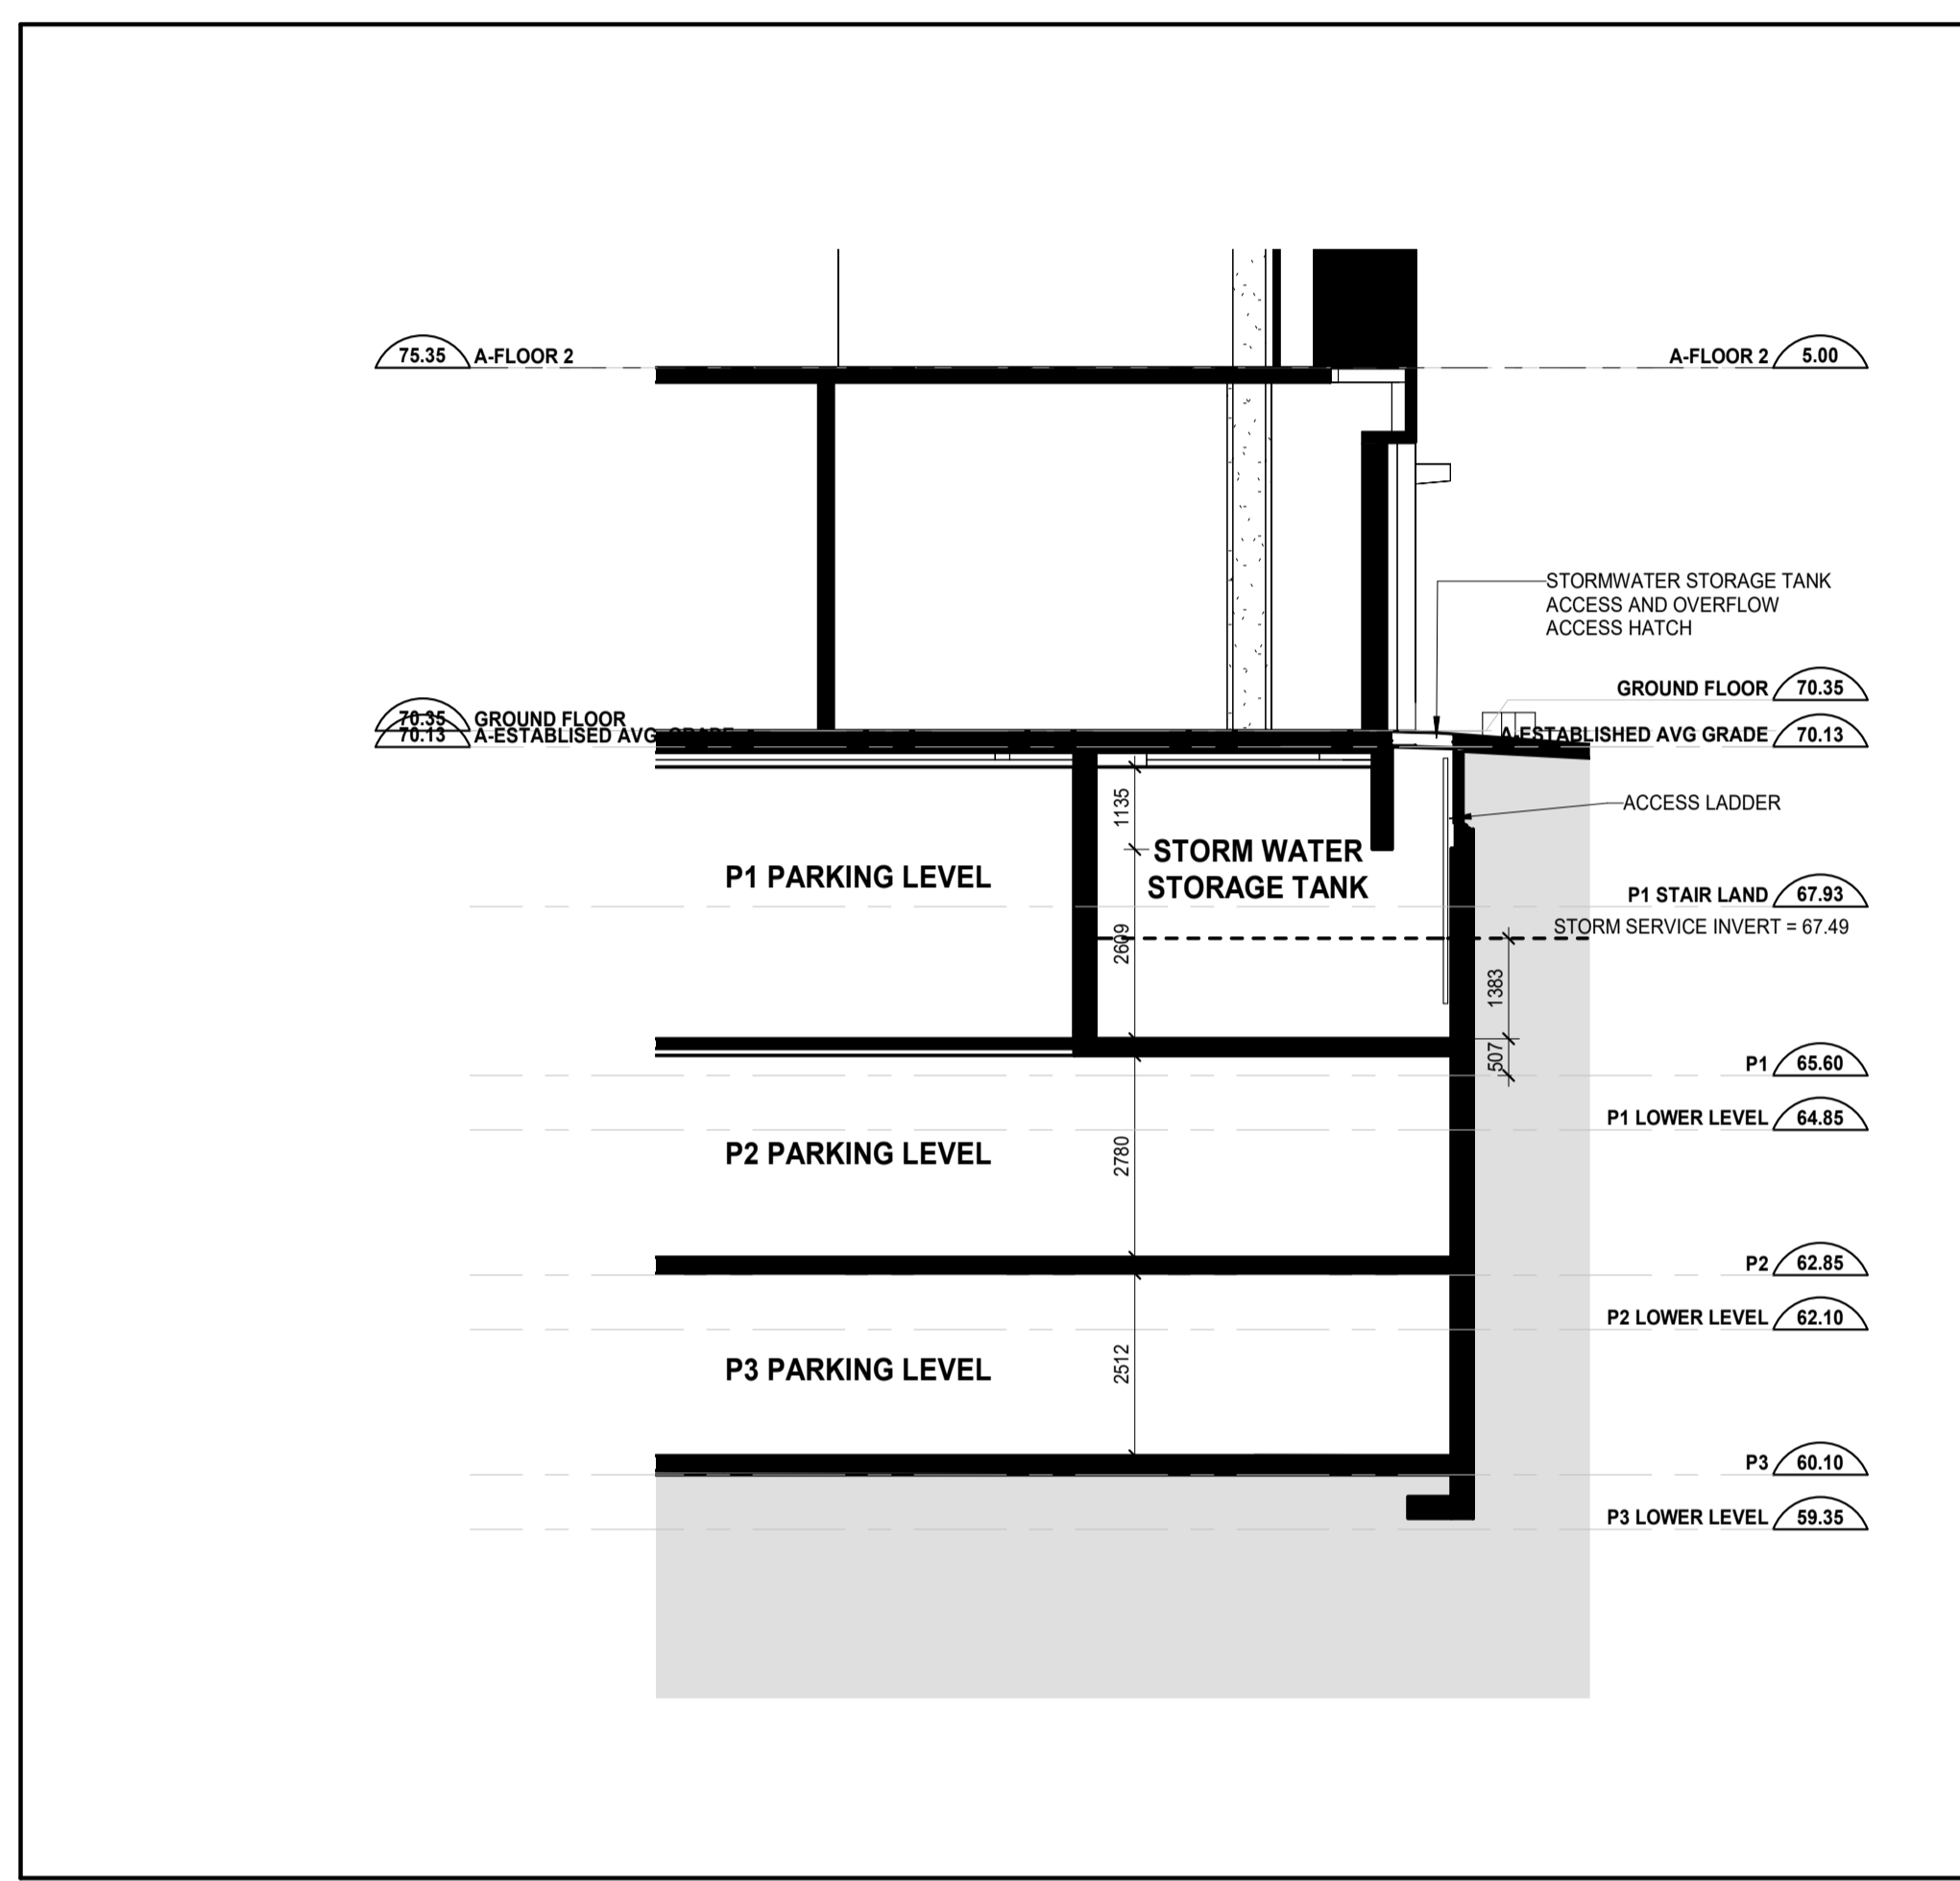 75.35 A-FLOOR 2
A-FLOOR 2 5.00
STORMWATER STORAGE TANK
ACCESS AND OVERFLOW
ACCESS HATCH
GROUND FLOOR 70.35
70.35 GROUND FLOOR
70.13 A-ESTABLISED AVG GRADE
A-ESTABLISHED AVG GRADE 70.13
1135
ACCESS LADDER
STORM WATER
STORAGE TANK
P1 PARKING LEVEL
P1 STAIR LAND 67.93
STORM SERVICE INVERT = 67.49
2609
1383
507
P1 65.60
P1 LOWER LEVEL 64.85
P2 PARKING LEVEL
2780
P2 62.85
P2 LOWER LEVEL 62.10
P3 PARKING LEVEL
2512
P3 60.10
P3 LOWER LEVEL 59.35